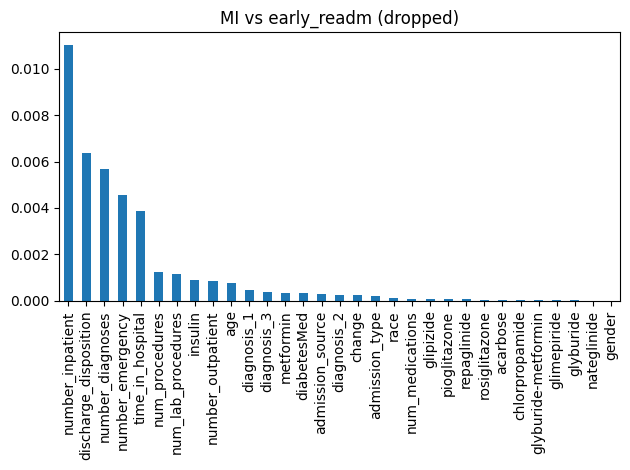 MI vs early_readm (dropped)
0.010
0.008
0.006
0.004
0.002
0.000
number_inpatient
discharge_disposition
number_diagnoses
number_emergency
time_in_hospital
num_procedures
num_lab_procedures
insulin
number_outpatient
age
diagnosis_1
diagnosis_3
metformin
diabetesMed
admission_source
diagnosis_2
change
admission_type
race
num_medications
glipizide
pioglitazone
repaglinide
rosiglitazone
acarbose
chlorpropamide
glyburide-metformin
glimepiride
glyburide
nateglinide
gender